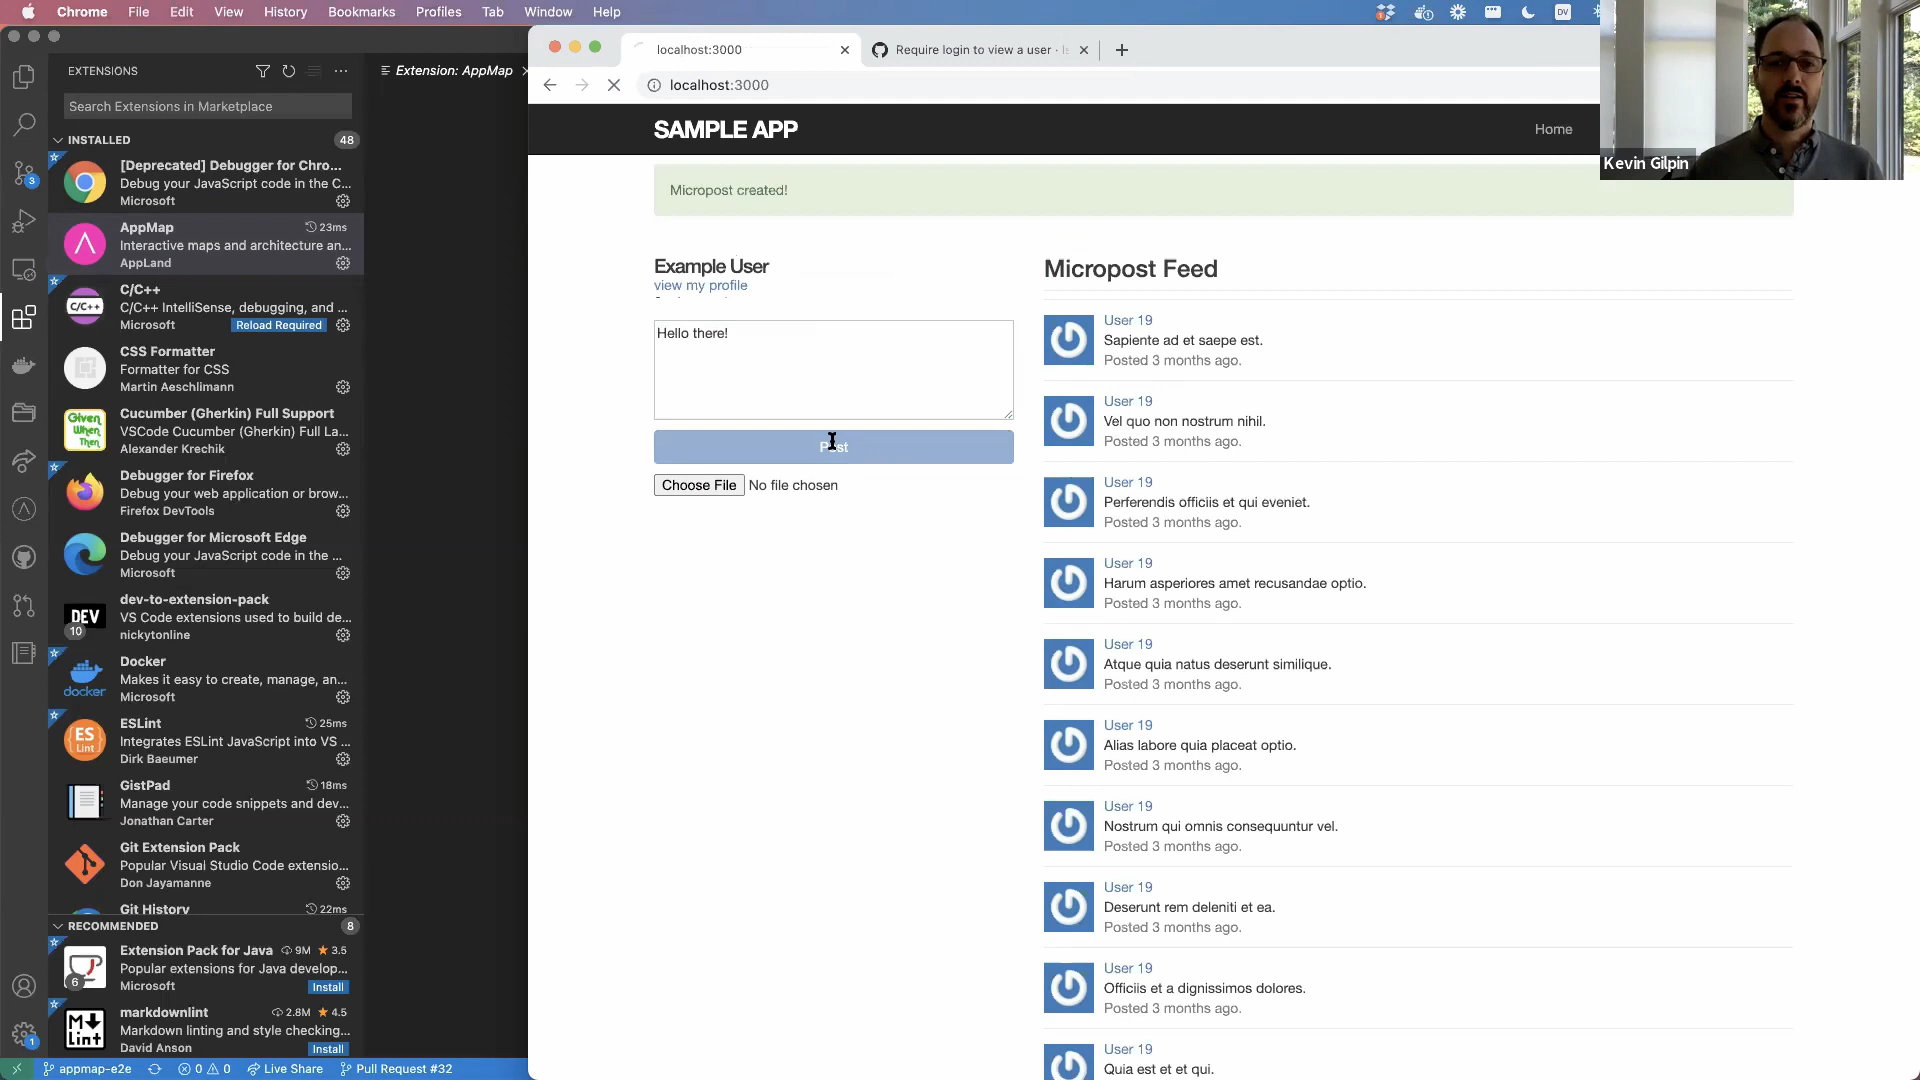 Chrome File Edit View History Bookmarks Profiles Tab Window Help
DV
EXTENSIONS
Search Extensions in Marketplace
INSTALLED 48
[Deprecated] Debugger for Chro...
Debug your JavaScript code in the C...
Microsoft
AppMap 23ms
Interactive maps and architecture an...
AppLand
C/C++
C/C++
C/C++ IntelliSense, debugging, and ...
Microsoft Reload Required
CSS Formatter
Formatter for CSS
Martin Aeschlimann
Given When Then
Cucumber (Gherkin) Full Support
VSCode Cucumber (Gherkin) Full La...
Alexander Krechik
Debugger for Firefox
Debug your web application or brow...
Firefox DevTools
Debugger for Microsoft Edge
Debug your JavaScript code in the ...
Microsoft
DEV
10
dev-to-extension-pack
VS Code extensions used to build de...
nickytonline
docker
Docker
Makes it easy to create, manage, an...
Microsoft
ES Lint
ESLint 25ms
Integrates ESLint JavaScript into VS ...
Dirk Baeumer
GistPad 18ms
Manage your code snippets and dev...
Jonathan Carter
Git Extension Pack
Popular Visual Studio Code extensio...
Don Jayamanne
Git History 22ms
RECOMMENDED 8
6
Extension Pack for Java 9M 3.5
Popular extensions for Java develop...
Microsoft Install
M Lint
markdownlint 2.8M 4.5
Markdown linting and style checking...
David Anson Install
3
1
appmap-e2e 0 0 Live Share Pull Request #32
Extension: AppMap
localhost:3000
Require login to view a user ·
localhost:3000
SAMPLE APP
Home
Kevin Gilpin
Micropost created!
Example User
view my profile
Hello there!
Post
Choose File No file chosen
Micropost Feed
User 19
Sapiente ad et saepe est.
Posted 3 months ago.
User 19
Vel quo non nostrum nihil.
Posted 3 months ago.
User 19
Perferendis officiis et qui eveniet.
Posted 3 months ago.
User 19
Harum asperiores amet recusandae optio.
Posted 3 months ago.
User 19
Atque quia natus deserunt similique.
Posted 3 months ago.
User 19
Alias labore quia placeat optio.
Posted 3 months ago.
User 19
Nostrum qui omnis consequuntur vel.
Posted 3 months ago.
User 19
Deserunt rem deleniti et ea.
Posted 3 months ago.
User 19
Officiis et a dignissimos dolores.
Posted 3 months ago.
User 19
Quia est et et qui.